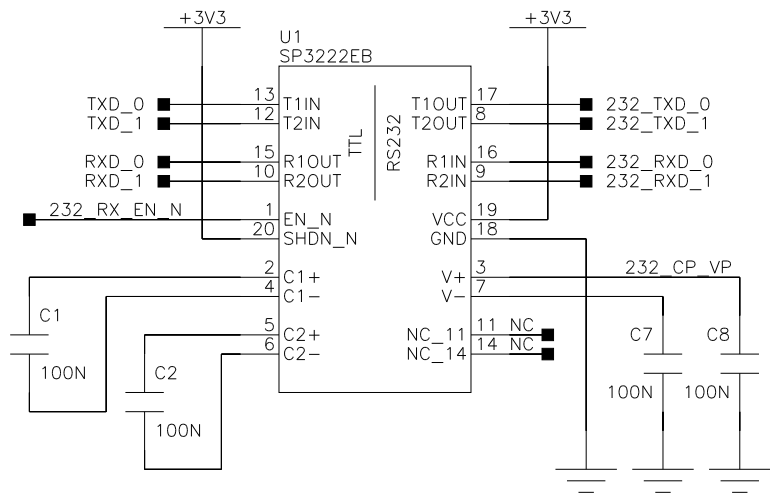 +3V3
+3V3
U1
SP3222EB
TXD_0
13
T1IN
T1OUT
17
232_TXD_0
TXD_1
12
T2IN
T2OUT
8
232_TXD_1
TTL
RS232
RXD_0
15
R1OUT
R1IN
16
232_RXD_0
RXD_1
10
R2OUT
R2IN
9
232_RXD_1
232_RX_EN_N
1
EN_N
VCC
19
20
SHDN_N
GND
18
2
C1+
V+
3
232_CP_VP
4
C1-
V-
7
C1
100N
5
C2+
NC_11
11
NC
6
C2-
NC_14
14
NC
C2
100N
C7
100N
C8
100N